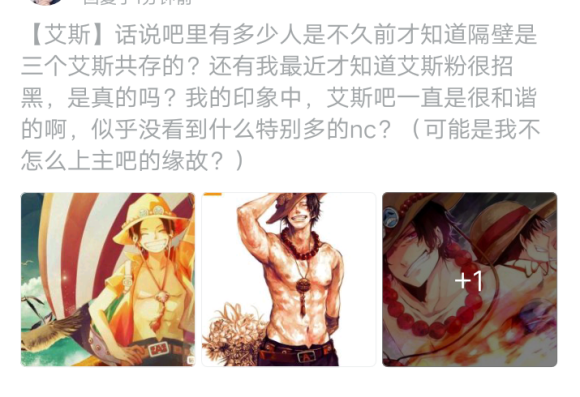 【艾斯】话说吧里有多少人是不久前才知道隔壁是
三个艾斯共存的？还有我最近才知道艾斯粉很招
黑，是真的吗？我的印象中，艾斯吧一直是很和谐
的啊，似乎没看到什么特别多的nc？（可能是我不
怎么上主吧的缘故？）
+1